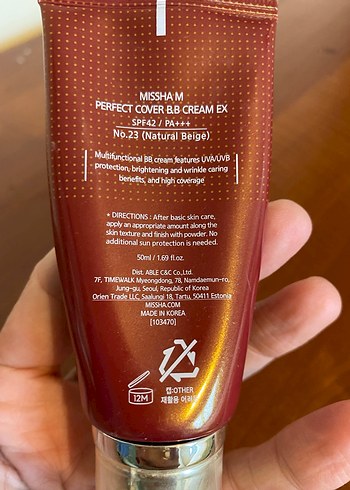 MISSHA M
PERFECT COVER B.B CREAM EX
SPF42 / PA+++
No.23 (Natural Beige)
Multifunctional BB cream features UVA/UVB
protection, brightening and wrinkle caring
benefits, and high coverage
* DIRECTIONS : After basic skin care,
apply an appropriate amount along the
skin texture and finish with powder. No
additional sun protection is needed.
50ml / 1.69 fl.oz.
Dist. ABLE C&C Co.,Ltd.
7F, TIMEWALK Myeongdong, 78, Namdaemun-ro,
Jung-gu, Seoul, Republic of Korea
Orien Trade LLC, Saalungi 18, Tartu, 50411 Estonia
MISSHA.COM
MADE IN KOREA
[103470]
12M
캡:OTHER
재활용 어려